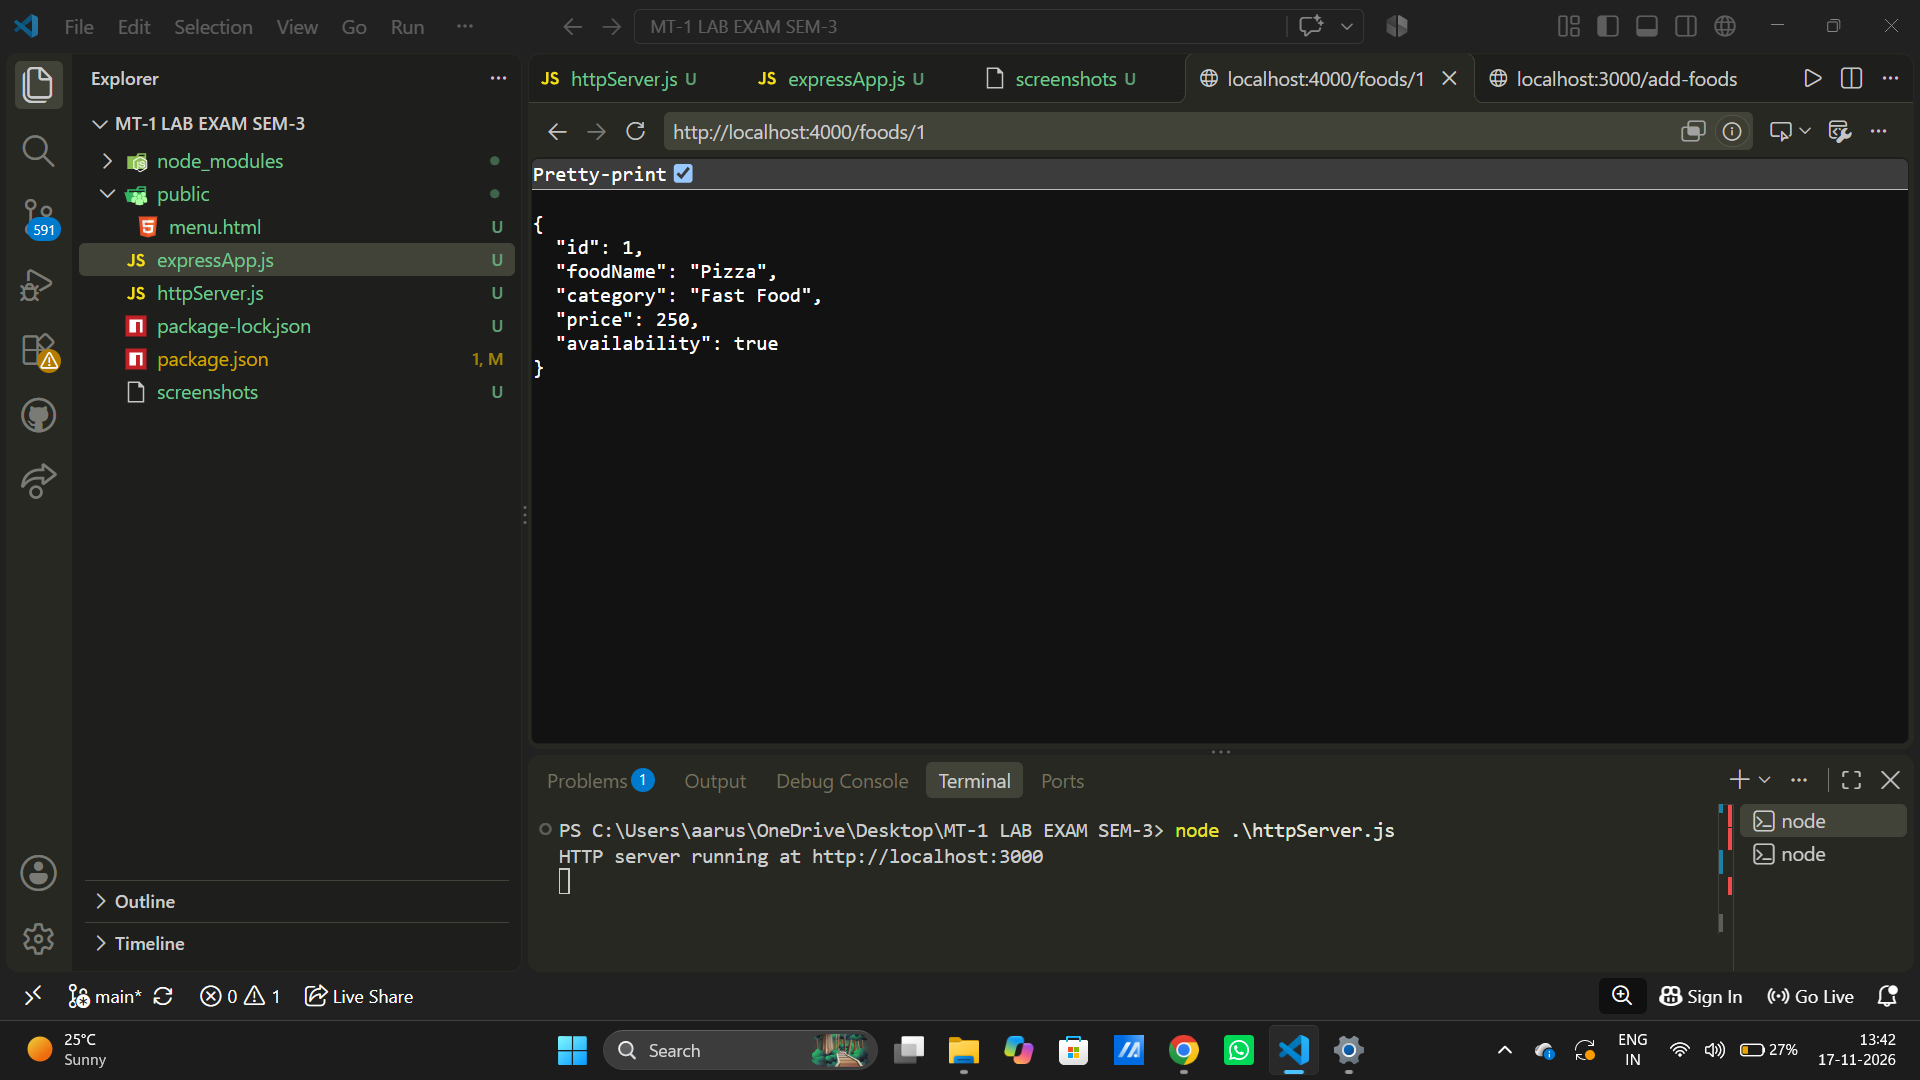 File Edit Selection View Go Run
MT-1 LAB EXAM SEM-3
Explorer
MT-1 LAB EXAM SEM-3
node_modules
public
menu.html U
expressApp.js U
httpServer.js U
package-lock.json U
package.json 1, M
screenshots U
591
Outline
Timeline
JS httpServer.js U
JS expressApp.js U
screenshots U
localhost:4000/foods/1
localhost:3000/add-foods
http://localhost:4000/foods/1
Pretty-print
{
"id": 1,
"foodName": "Pizza",
"category": "Fast Food",
"price": 250,
"availability": true
}
Problems 1 Output Debug Console Terminal Ports
PS C:\Users\aarus\OneDrive\Desktop\MT-1 LAB EXAM SEM-3> node .\httpServer.js
HTTP server running at http://localhost:3000
node
node
main* 0 1 Live Share
Sign In Go Live
25°C
Sunny
Search
ENG
IN
27%
13:42
17-11-2026